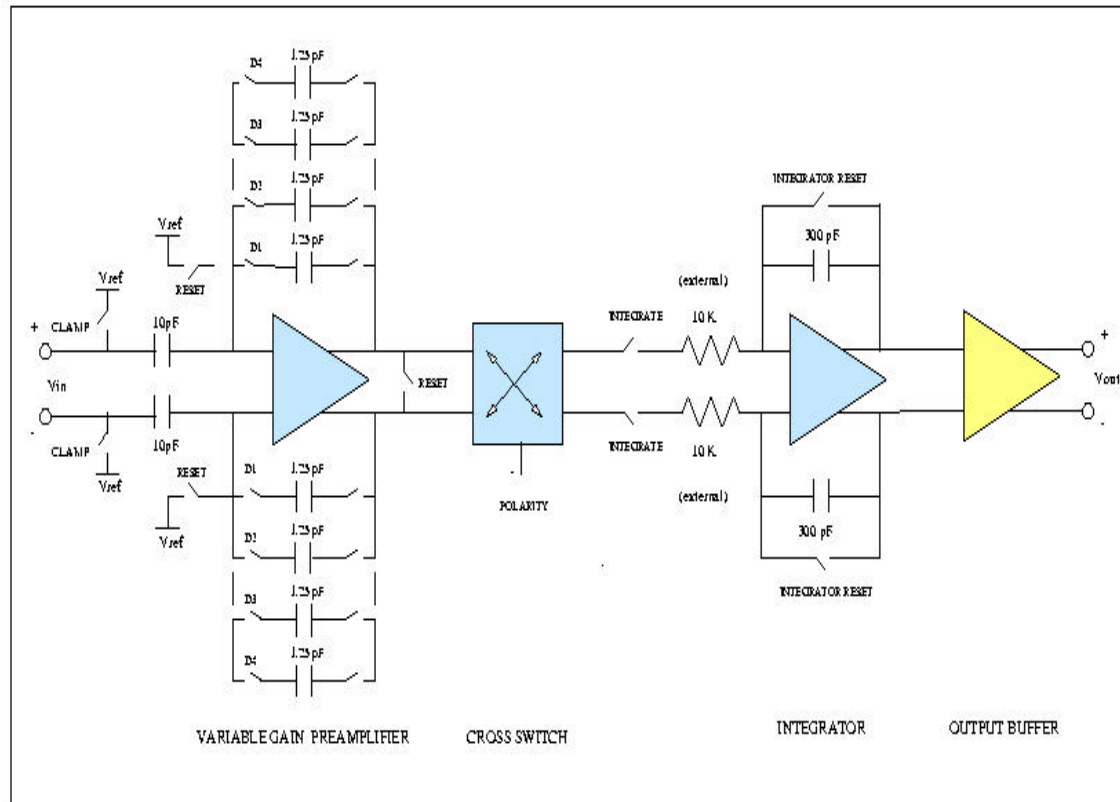 D4
1.25 pF
D3
1.25 pF
D2
1.25 pF
Vref
D1
1.25 pF
RESET
INTEGRATOR RESET
300 pF
Vref
(external)
+
CLAMP
10pF
INTEGRATE
10 K
+
Vin
RESET
Vout
-
CLAMP
10pF
INTEGRATE
10 K
-
Vref
RESET
D1
1.25 pF
POLARITY
(external)
Vref
D2
1.25 pF
300 pF
D3
1.25 pF
INTEGRATOR RESET
D4
1.25 pF
VARIABLE GAIN PREAMPLIFIER
CROSS SWITCH
INTEGRATOR
OUTPUT BUFFER